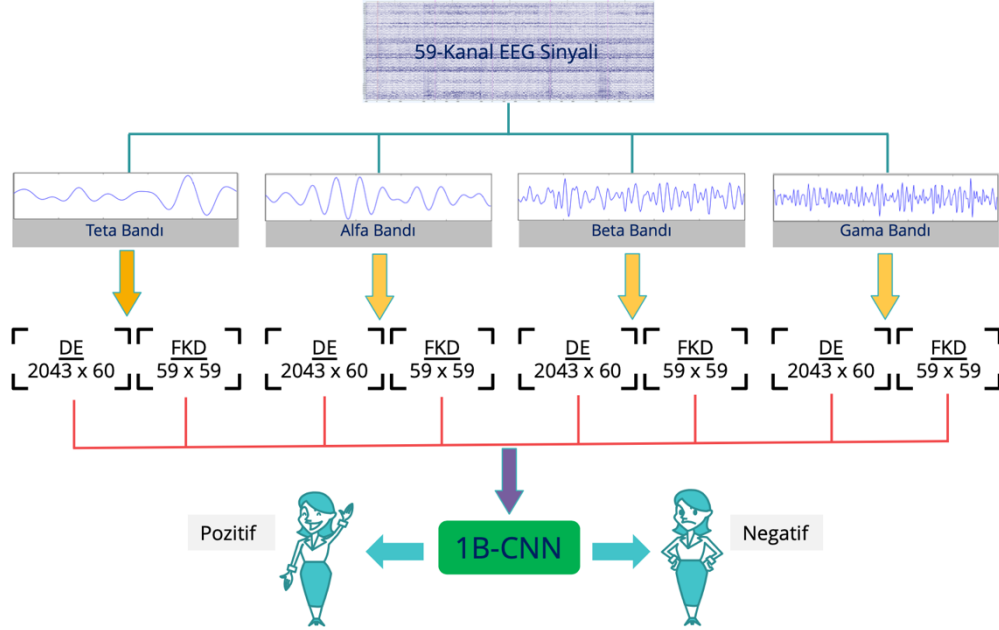 59-Kanal EEG Sinyali
Teta Bandı
Alfa Bandı
Beta Bandı
Gama Bandı
DE
2043 x 60
FKD
59 x 59
DE
2043 x 60
FKD
59 x 59
DE
2043 x 60
FKD
59 x 59
DE
2043 x 60
FKD
59 x 59
Pozitif
1B-CNN
Negatif